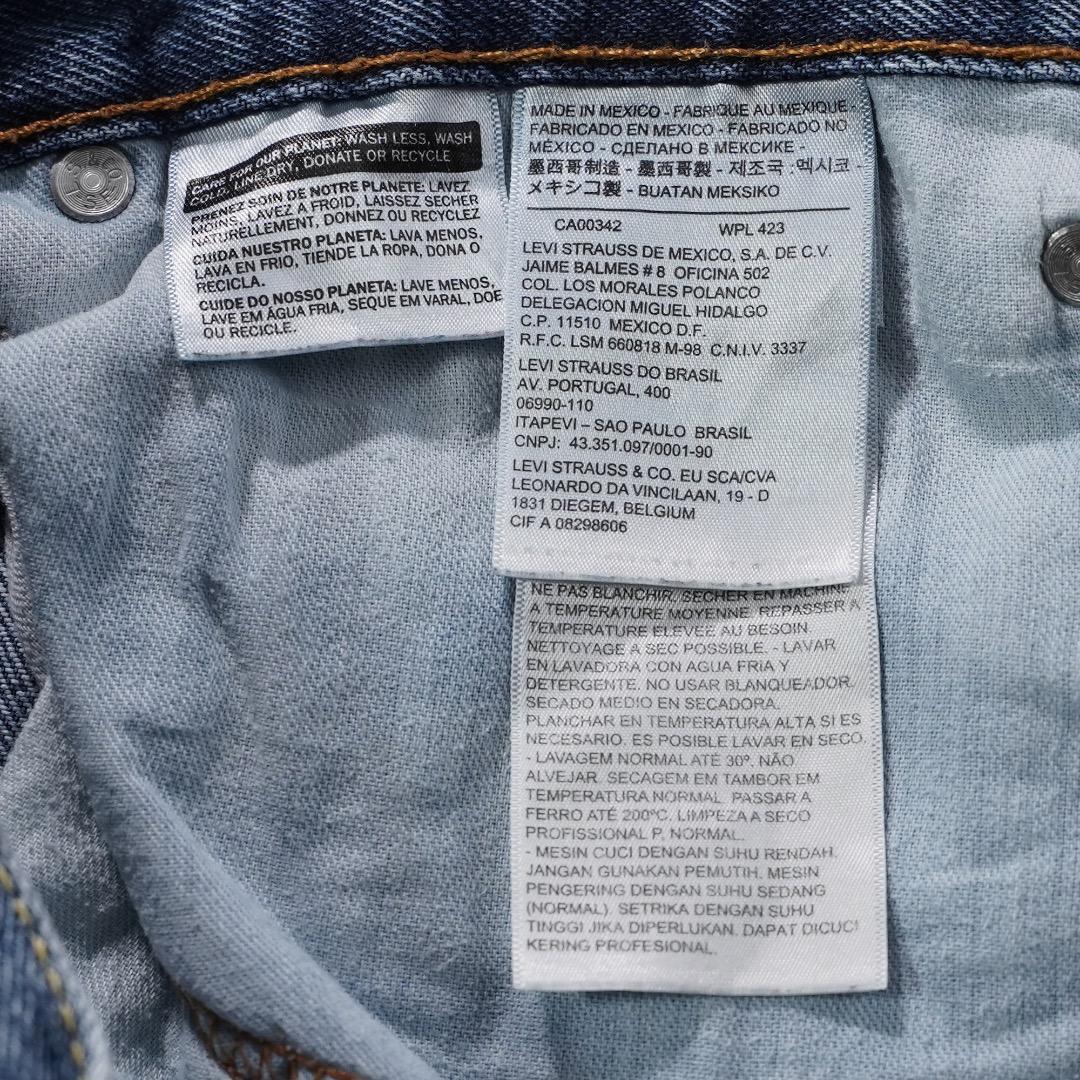 CARE FOR OUR PLANET: WASH LESS, WASH
COLD, LINE DRY, DONATE OR RECYCLE
PRENEZ SOIN DE NOTRE PLANETE: LAVEZ
MOINS, LAVEZ A FROID, LAISSEZ SECHER
NATURELLEMENT, DONNEZ OU RECYCLEZ
CUIDA NUESTRO PLANETA: LAVA MENOS,
LAVA EN FRIO, TIENDE LA ROPA, DONA O
RECICLA.
CUIDE DO NOSSO PLANETA: LAVE MENOS,
LAVE EM ÁGUA FRIA, SEQUE EM VARAL, DOE
OU RECICLE.
MADE IN MEXICO - FABRIQUE AU MEXIQUE -
FABRICADO EN MEXICO - FABRICADO NO
MÉXICO - СДЕЛАНО В МЕКСИКЕ -
墨西哥制造 - 墨西哥製 - 제조국 :멕시코 -
メキシコ製 - BUATAN MEKSIKO
CA00342 WPL 423
LEVI STRAUSS DE MEXICO, S.A. DE C.V.
JAIME BALMES # 8 OFICINA 502
COL. LOS MORALES POLANCO
DELEGACION MIGUEL HIDALGO
C.P. 11510 MEXICO D.F.
R.F.C. LSM 660818 M-98 C.N.I.V. 3337
LEVI STRAUSS DO BRASIL
AV. PORTUGAL, 400
06990-110
ITAPEVI – SAO PAULO BRASIL
CNPJ: 43.351.097/0001-90
LEVI STRAUSS & CO. EU SCA/CVA
LEONARDO DA VINCILAAN, 19 - D
1831 DIEGEM, BELGIUM
CIF A 08298606
NE PAS BLANCHIR. SECHER EN MACHINE
A TEMPERATURE MOYENNE. REPASSER A
TEMPERATURE ELEVEE AU BESOIN.
NETTOYAGE A SEC POSSIBLE. - LAVAR
EN LAVADORA CON AGUA FRIA Y
DETERGENTE. NO USAR BLANQUEADOR.
SECADO MEDIO EN SECADORA.
PLANCHAR EN TEMPERATURA ALTA SI ES
NECESARIO. ES POSIBLE LAVAR EN SECO.
- LAVAGEM NORMAL ATÉ 30º. NÃO
ALVEJAR. SECAGEM EM TAMBOR EM
TEMPERATURA NORMAL. PASSAR A
FERRO ATÉ 200ºC. LIMPEZA A SECO
PROFISSIONAL P, NORMAL.
- MESIN CUCI DENGAN SUHU RENDAH.
JANGAN GUNAKAN PEMUTIH. MESIN
PENGERING DENGAN SUHU SEDANG
(NORMAL). SETRIKA DENGAN SUHU
TINGGI JIKA DIPERLUKAN. DAPAT DICUCI
KERING PROFESIONAL.